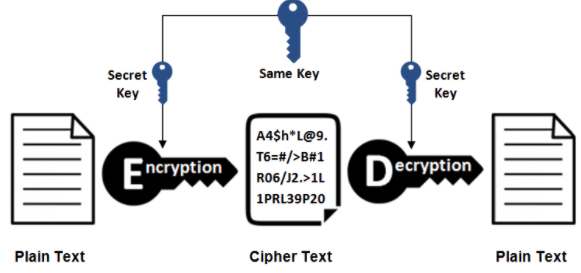 Same Key
Secret
Key
Secret
Key
Encryption
A4$h*L@9.
T6=#/>B#1
R06/J2.>1L
1PRL39P20
Decryption
Plain Text
Cipher Text
Plain Text